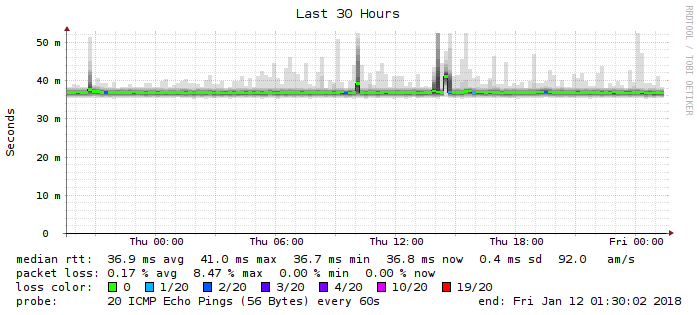 Last 30 Hours
RRDTOOL / TOBI OETIKER
Seconds
50 m
40 m
30 m
20 m
10 m
0
Thu 00:00 Thu 06:00 Thu 12:00 Thu 18:00 Fri 00:00
median rtt: 36.9 ms avg 41.0 ms max 36.7 ms min 36.8 ms now 0.4 ms sd 92.0 am/s
packet loss: 0.17 % avg 8.47 % max 0.00 % min 0.00 % now
loss color: 0 1/20 2/20 3/20 4/20 10/20 19/20
probe: 20 ICMP Echo Pings (56 Bytes) every 60s end: Fri Jan 12 01:30:02 2018